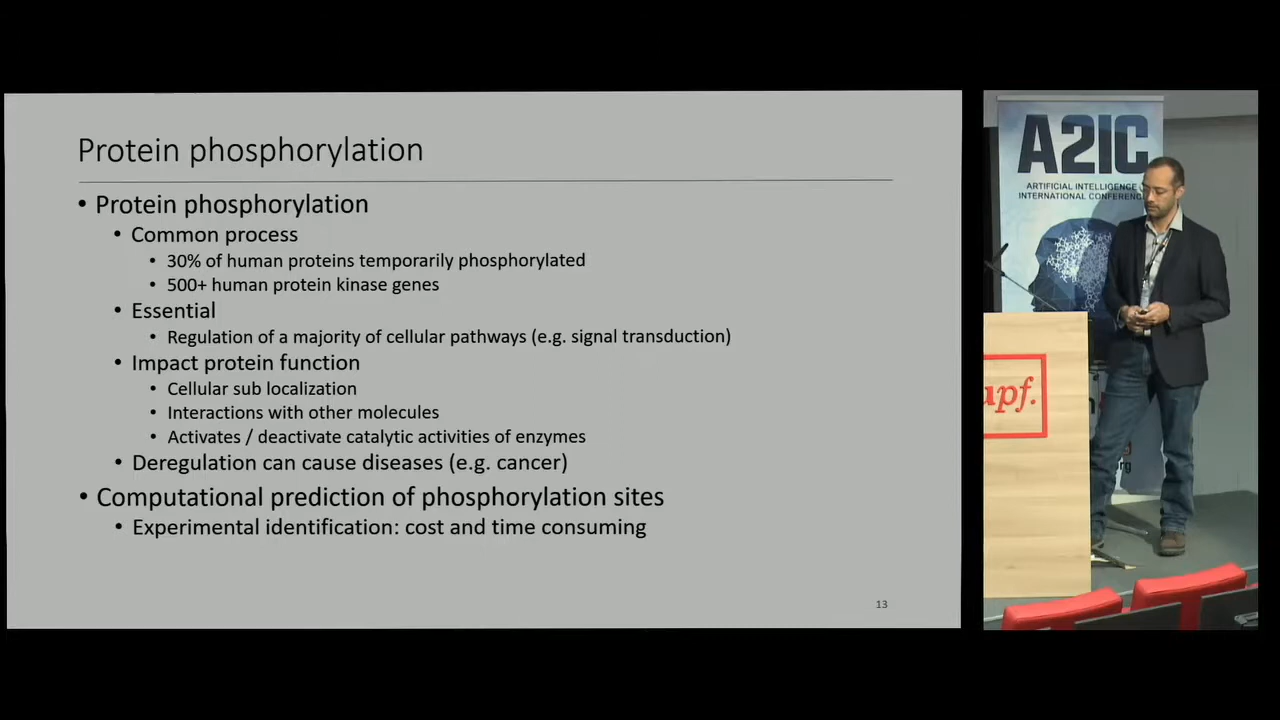 Protein phosphorylation
• Protein phosphorylation
• Common process
• 30% of human proteins temporarily phosphorylated
• 500+ human protein kinase genes
• Essential
• Regulation of a majority of cellular pathways (e.g. signal transduction)
• Impact protein function
• Cellular sub localization
• Interactions with other molecules
• Activates / deactivate catalytic activities of enzymes
• Deregulation can cause diseases (e.g. cancer)
• Computational prediction of phosphorylation sites
• Experimental identification: cost and time consuming
13
A2IC
ARTIFICIAL INTELLIGENCE
INTERNATIONAL CONFERENC
upf.
rg